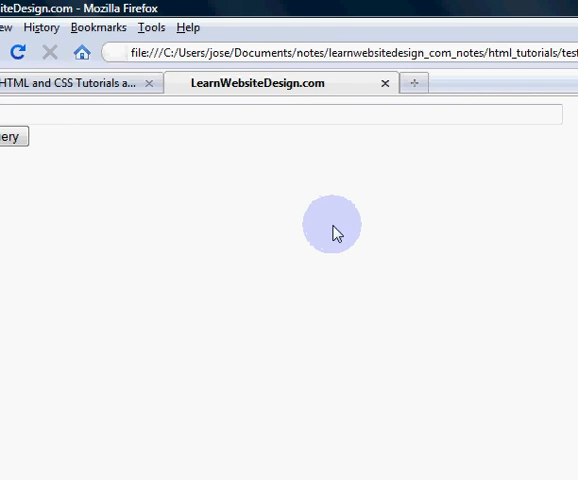 iteDesign.com - Mozilla Firefox
ew History Bookmarks Tools Help
file:///C:/Users/jose/Documents/notes/learnwebsitedesign_com_notes/html_tutorials/test
HTML and CSS Tutorials a... LearnWebsiteDesign.com
ery